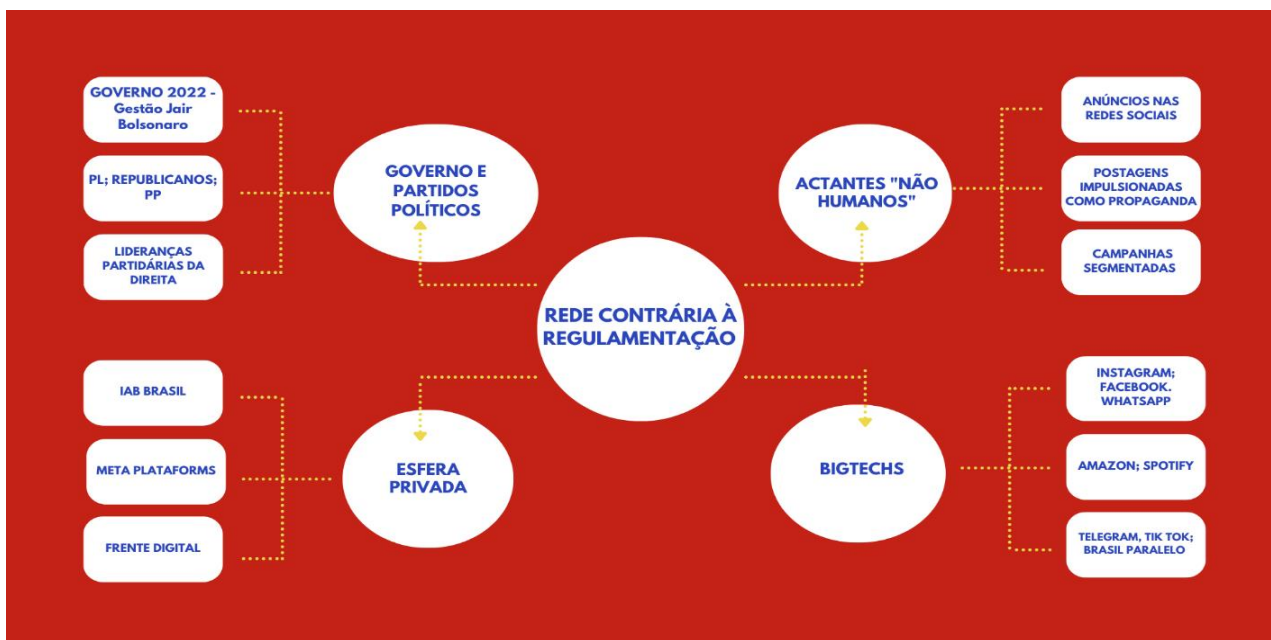 GOVERNO 2022 -
Gestão Jair
Bolsonaro
PL; REPUBLICANOS;
PP
LIDERANÇAS
PARTIDÁRIAS DA
DIREITA
GOVERNO E
PARTIDOS
POLÍTICOS
ACTANTES "NÃO
HUMANOS"
ANÚNCIOS NAS
REDES SOCIAIS
POSTAGENS
IMPULSIONADAS
COMO PROPAGANDA
CAMPANHAS
SEGMENTADAS
REDE CONTRÁRIA À
REGULAMENTAÇÃO
IAB BRASIL
META PLATAFORMS
FRENTE DIGITAL
ESFERA
PRIVADA
BIGTECHS
INSTAGRAM;
FACEBOOK.
WHATSAPP
AMAZON; SPOTIFY
TELEGRAM, TIK TOK;
BRASIL PARALELO